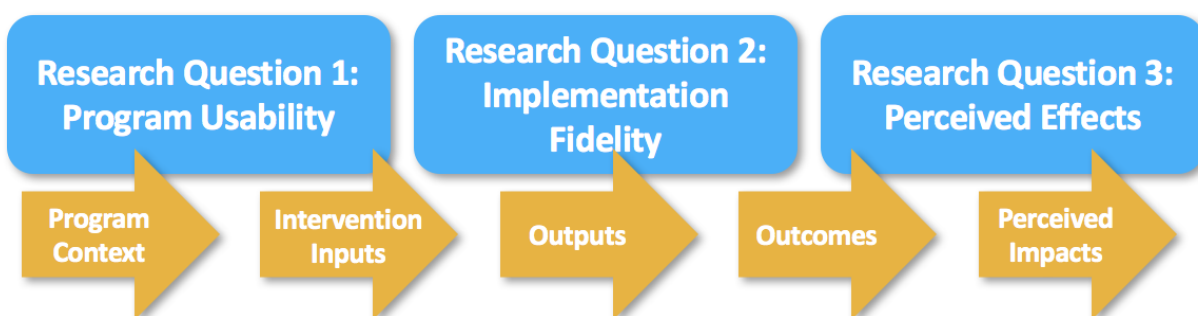 Research Question 1:
Program Usability
Research Question 2:
Implementation
Fidelity
Research Question 3:
Perceived Effects
Program
Context
Intervention
Inputs
Outputs
Outcomes
Perceived
Impacts